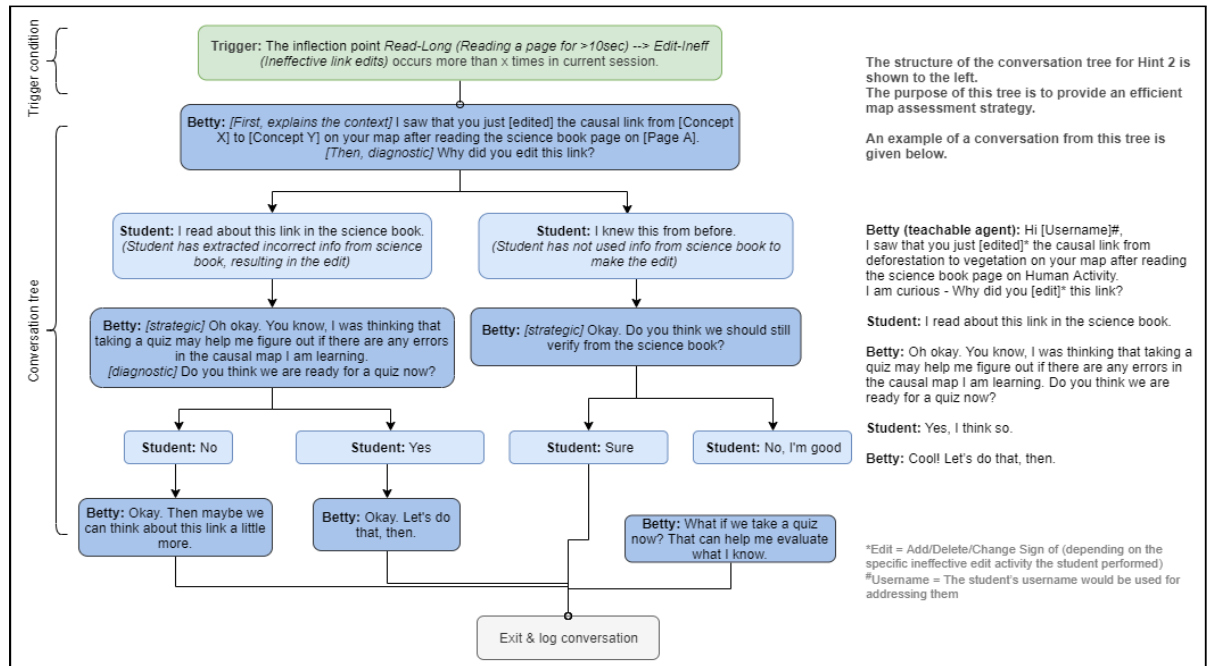 Trigger condition
Trigger: The inflection point Read-Long (Reading a page for >10sec) --> Edit-Ineff
(Ineffective link edits) occurs more than x times in current session.
Conversation tree
Betty: [First, explains the context] I saw that you just [edited] the causal link from [Concept
X] to [Concept Y] on your map after reading the science book page on [Page A].
[Then, diagnostic] Why did you edit this link?
Student: I read about this link in the science book.
(Student has extracted incorrect info from science
book, resulting in the edit)
Student: I knew this from before.
(Student has not used info from science book to
make the edit)
Betty: [strategic] Oh okay. You know, I was thinking that
taking a quiz may help me figure out if there are any errors
in the causal map I am learning.
[diagnostic] Do you think we are ready for a quiz now?
Betty: [strategic] Okay. Do you think we should still
verify from the science book?
Student: No
Student: Yes
Student: Sure
Student: No, I'm good
Betty: Okay. Then maybe we
can think about this link a little
more.
Betty: Okay. Let's do
that, then.
Betty: What if we take a quiz
now? That can help me evaluate
what I know.
Exit & log conversation
The structure of the conversation tree for Hint 2 is
shown to the left.
The purpose of this tree is to provide an efficient
map assessment strategy.
An example of a conversation from this tree is
given below.
Betty (teachable agent): Hi [Username]#,
I saw that you just [edited]* the causal link from
deforestation to vegetation on your map after reading
the science book page on Human Activity.
I am curious - Why did you [edit]* this link?
Student: I read about this link in the science book.
Betty: Oh okay. You know, I was thinking that taking a
quiz may help me figure out if there are any errors in
the causal map I am learning. Do you think we are
ready for a quiz now?
Student: Yes, I think so.
Betty: Cool! Let's do that, then.
*Edit = Add/Delete/Change Sign of (depending on the
specific ineffective edit activity the student performed)
#Username = The student's username would be used for
addressing them